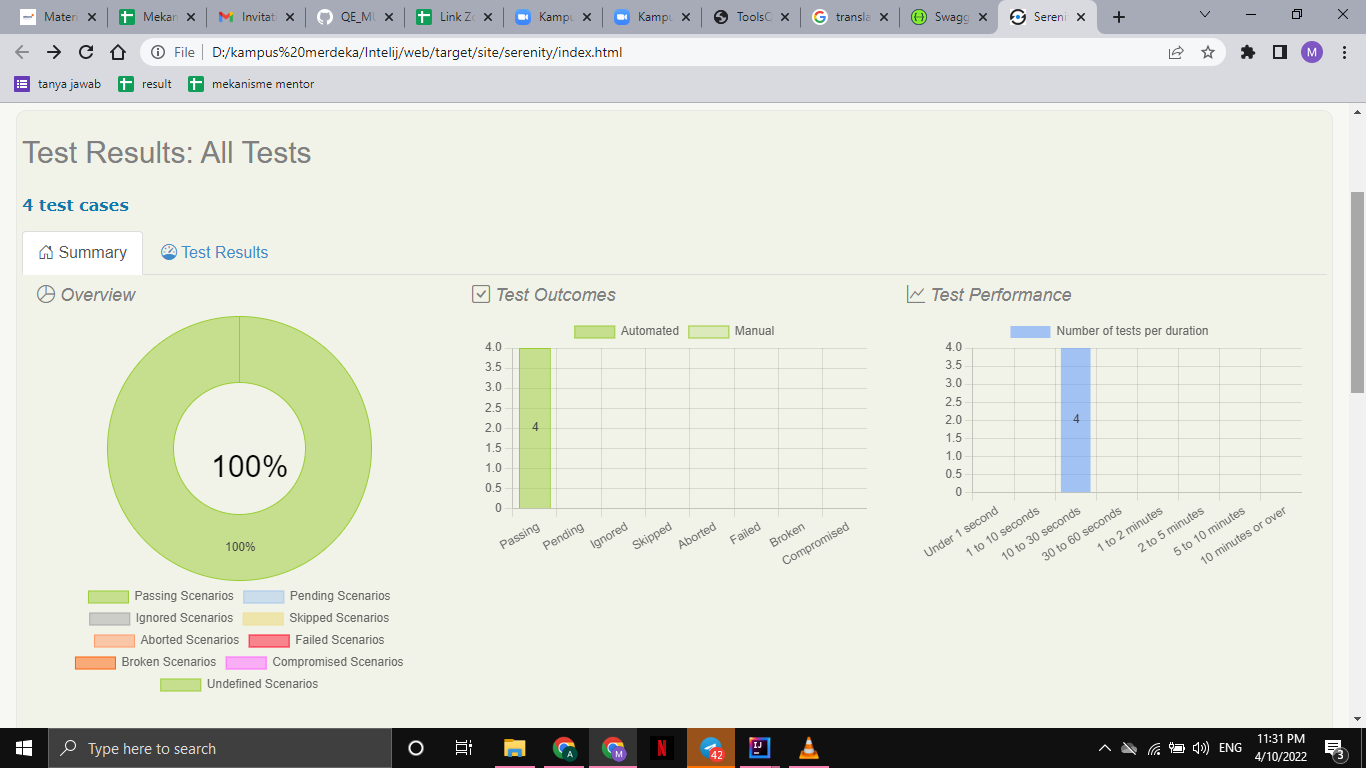 Materi
Mekan
Invitati
QE_MU
Link Zo
Kampu
Kampu
ToolsQ
transla
Swagg
Sereni
File
D:/kampus%20merdeka/Intelij/web/target/site/serenity/index.html
M
tanya jawab
result
mekanisme mentor
Test Results: All Tests
4 test cases
Summary
Test Results
Overview
100%
100%
Passing Scenarios
Pending Scenarios
Ignored Scenarios
Skipped Scenarios
Aborted Scenarios
Failed Scenarios
Broken Scenarios
Compromised Scenarios
Undefined Scenarios
Test Outcomes
Automated
Manual
4.0
3.5
3.0
2.5
2.0
1.5
1.0
0.5
0
4
Passing
Pending
Ignored
Skipped
Aborted
Failed
Broken
Compromised
Test Performance
Number of tests per duration
4.0
3.5
3.0
2.5
2.0
1.5
1.0
0.5
0
4
Under 1 second
1 to 10 seconds
10 to 30 seconds
30 to 60 seconds
1 to 2 minutes
2 to 5 minutes
5 to 10 minutes
10 minutes or over
Type here to search
A
M
N
42
IJ
ENG
11:31 PM
4/10/2022
3